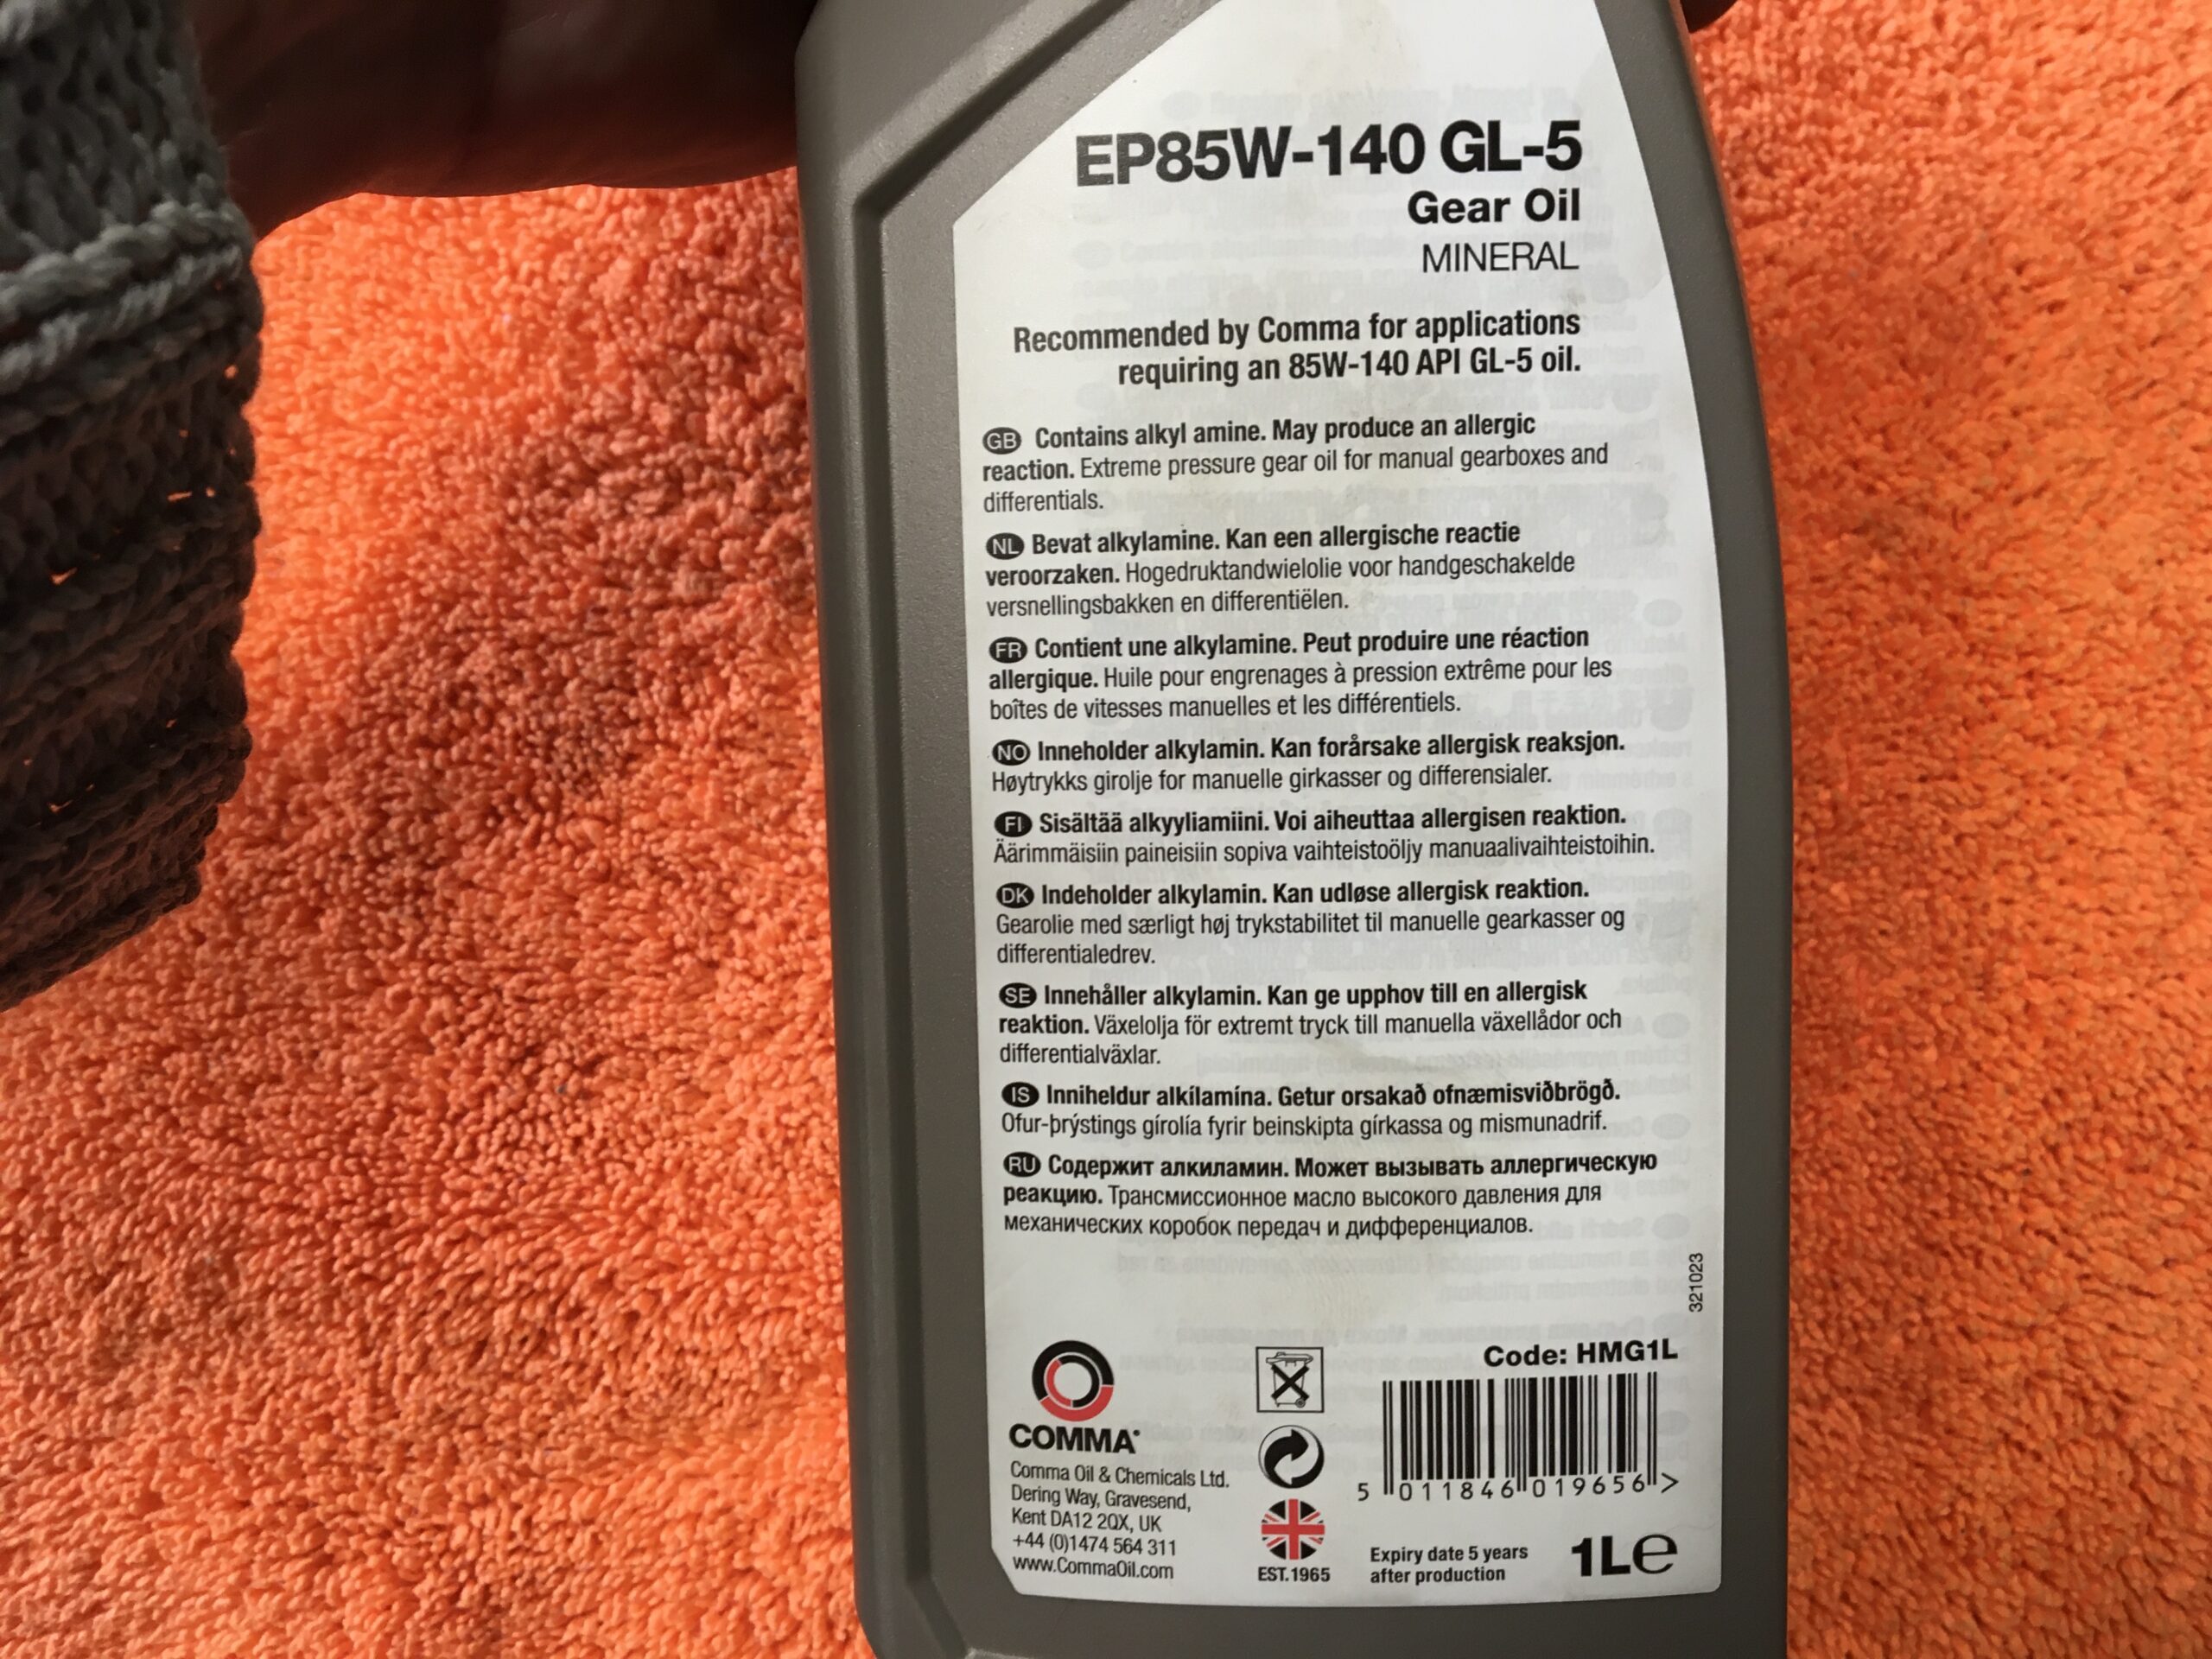 EP85W-140 GL-5
Gear Oil
MINERAL
Recommended by Comma for applications
requiring an 85W-140 API GL-5 oil.
GB Contains alkyl amine. May produce an allergic
reaction. Extreme pressure gear oil for manual gearboxes and
differentials.
NL Bevat alkylamine. Kan een allergische reactie
veroorzaken. Hogedruktandwielolie voor handgeschakelde
versnellingsbakken en differentiëlen.
FR Contient une alkylamine. Peut produire une réaction
allergique. Huile pour engrenages à pression extrême pour les
boîtes de vitesses manuelles et les différentiels.
NO Inneholder alkylamin. Kan forårsake allergisk reaksjon.
Høytrykks girolje for manuelle girkasser og differensialer.
FI Sisältää alkyyliamiini. Voi aiheuttaa allergisen reaktion.
Äärimmäisiin paineisiin sopiva vaihteistoöljy manuaalivaihteistoihin.
DK Indeholder alkylamin. Kan udløse allergisk reaktion.
Gearolie med særligt høj trykstabilitet til manuelle gearkasser og
differentialedrev.
SE Innehåller alkylamin. Kan ge upphov till en allergisk
reaktion. Växelolja för extremt tryck till manuella växellådor och
differentialväxlar.
IS Inniheldur alkílamína. Getur orsakað ofnæmisviðbrögð.
Ofur-þrýstings gírolía fyrir beinskipta gírkassa og mismunadrif.
RU Содержит алкиламин. Может вызывать аллергическую
реакцию. Трансмиссионное масло высокого давления для
механических коробок передач и дифференциалов.
321023
Code: HMG1L
5 011846 019656 >
COMMA
Comma Oil & Chemicals Ltd.
Dering Way, Gravesend,
Kent DA12 2QX, UK
+44 (0)1474 564 311
www.CommaOil.com
EST.1965
Expiry date 5 years
after production
1L℮